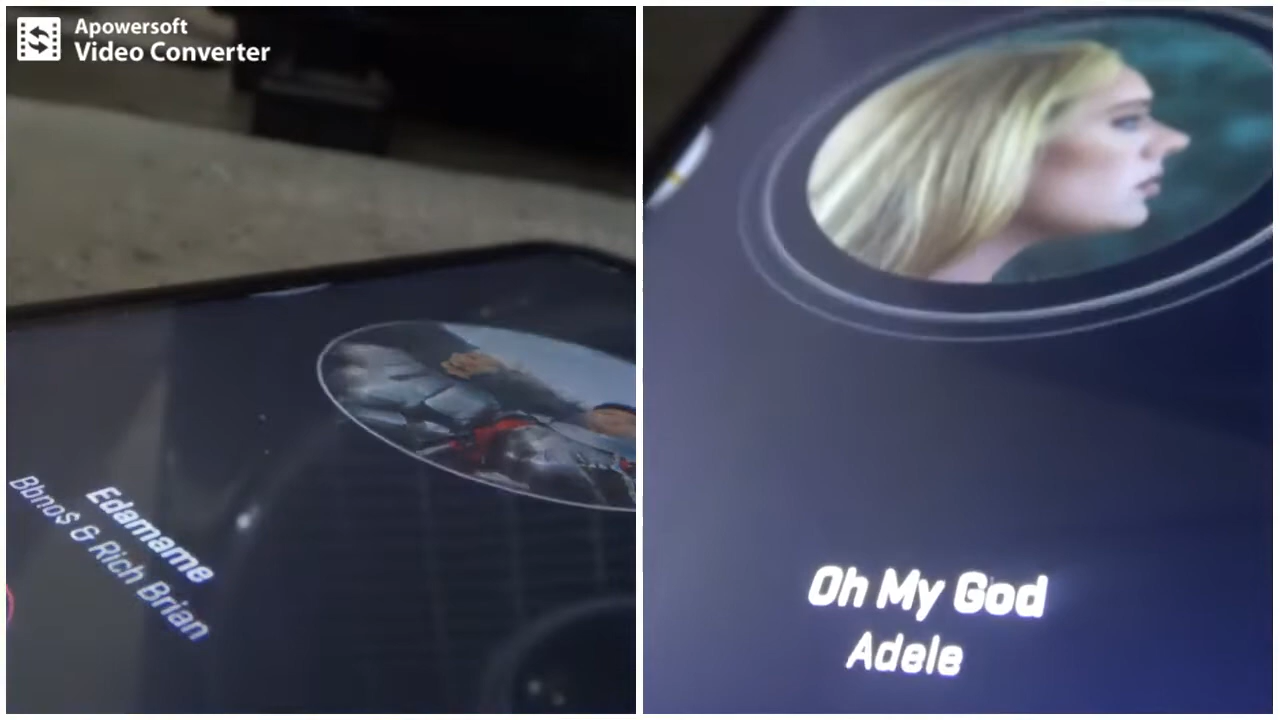 Apowersoft
Video Converter
Edamame
Bbno$ & Rich Brian
Oh My God
Adele